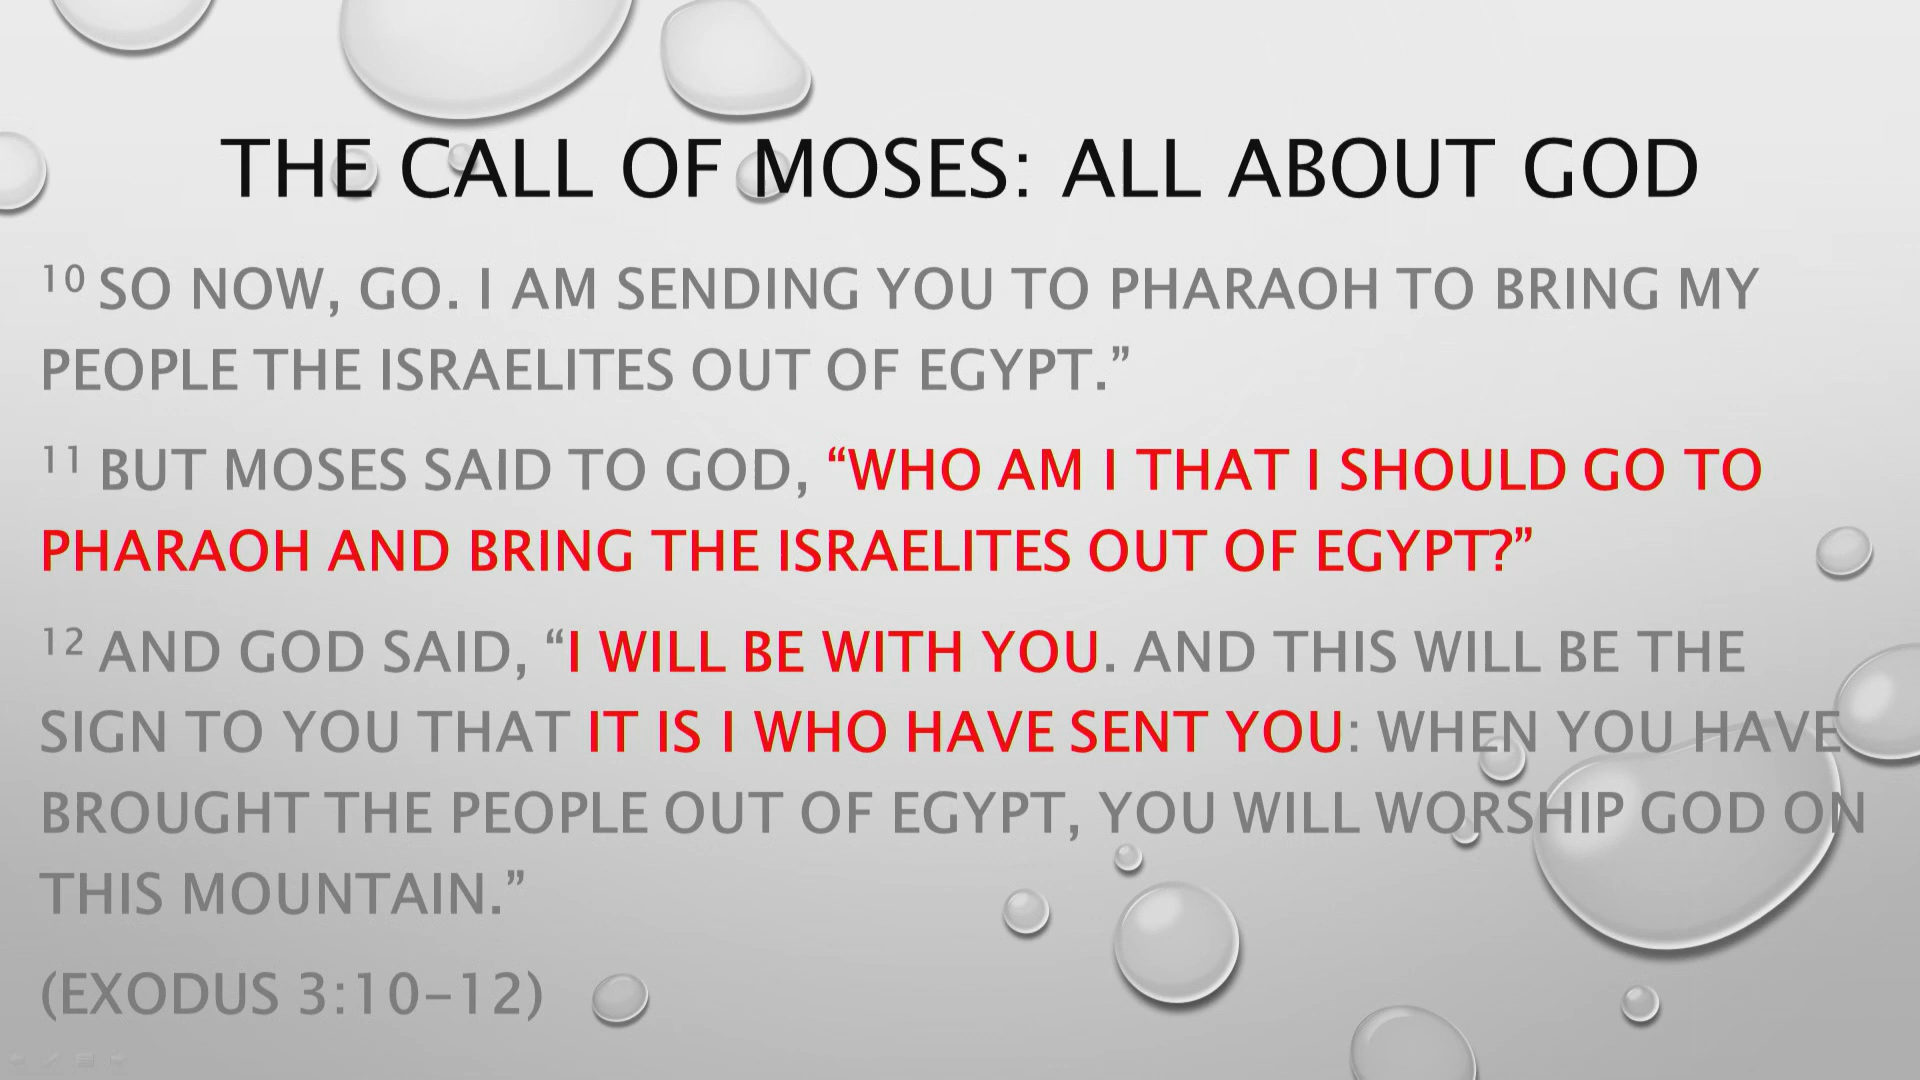 THE CALL OF MOSES: ALL ABOUT GOD
10 SO NOW, GO. I AM SENDING YOU TO PHARAOH TO BRING MY
PEOPLE THE ISRAELITES OUT OF EGYPT.”
11 BUT MOSES SAID TO GOD, “WHO AM I THAT I SHOULD GO TO
PHARAOH AND BRING THE ISRAELITES OUT OF EGYPT?”
12 AND GOD SAID, “I WILL BE WITH YOU. AND THIS WILL BE THE
SIGN TO YOU THAT IT IS I WHO HAVE SENT YOU: WHEN YOU HAVE
BROUGHT THE PEOPLE OUT OF EGYPT, YOU WILL WORSHIP GOD ON
THIS MOUNTAIN.”
(EXODUS 3:10–12)